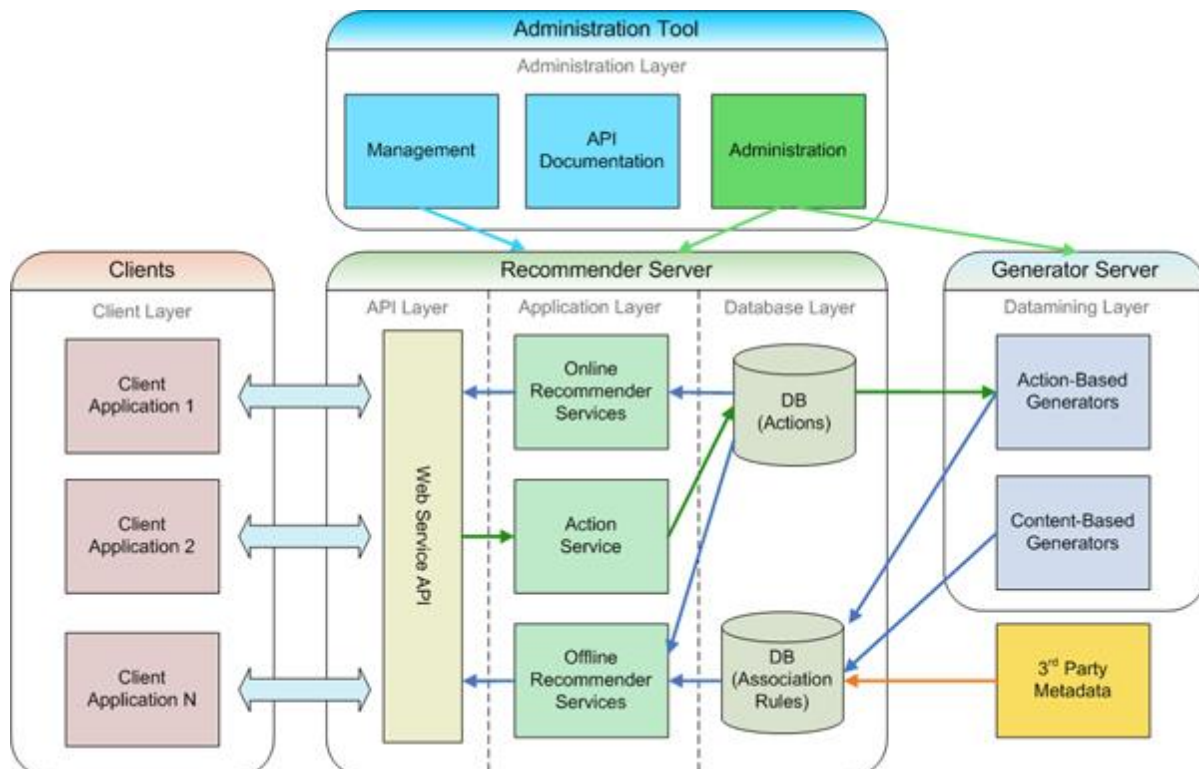 Administration Tool
Administration Layer
Management
API
Documentation
Administration
Clients
Client Layer
Client
Application 1
Client
Application 2
Client
Application N
Recommender Server
API Layer
Application Layer
Database Layer
Web Service API
Online
Recommender
Services
Action
Service
Offline
Recommender
Services
DB
(Actions)
DB
(Association
Rules)
Generator Server
Datamining Layer
Action-Based
Generators
Content-Based
Generators
3rd Party
Metadata